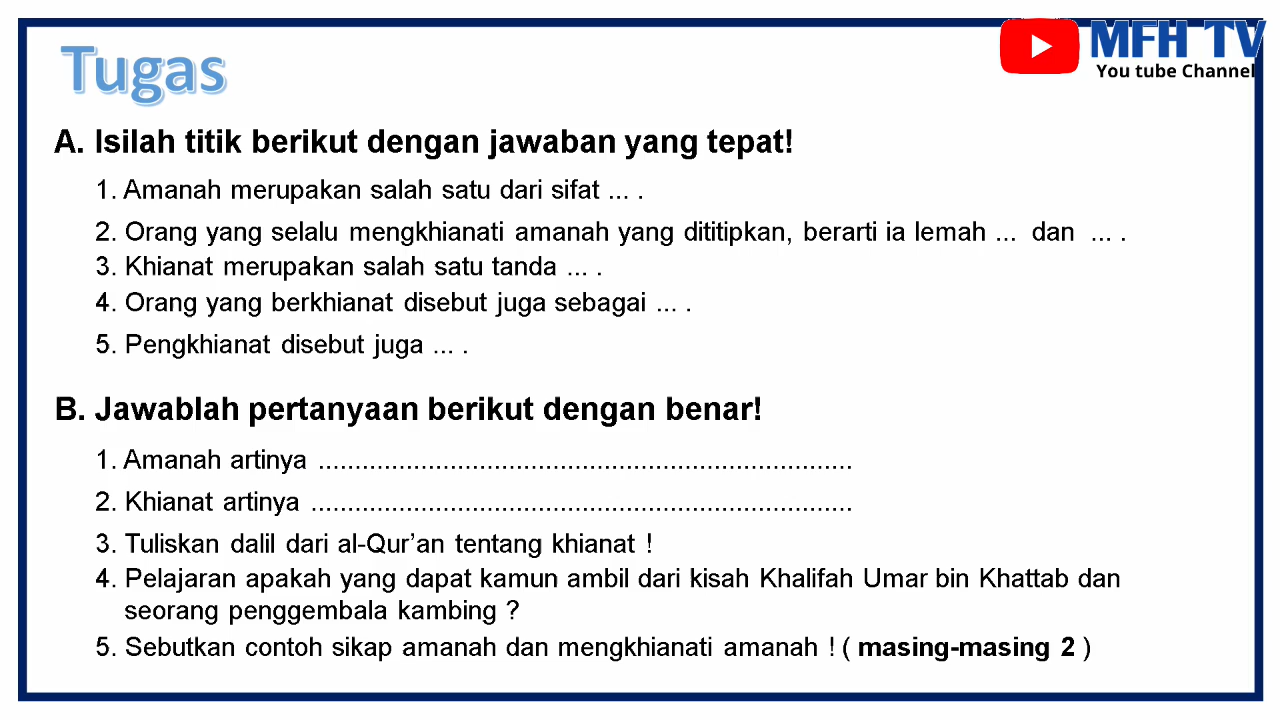 Tugas
MFH TV
You tube Channel
A. Isilah titik berikut dengan jawaban yang tepat!
1. Amanah merupakan salah satu dari sifat ... .
2. Orang yang selalu mengkhianati amanah yang dititipkan, berarti ia lemah ... dan ... .
3. Khianat merupakan salah satu tanda ... .
4. Orang yang berkhianat disebut juga sebagai ... .
5. Pengkhianat disebut juga ... .
B. Jawablah pertanyaan berikut dengan benar!
1. Amanah artinya .........................................................................
2. Khianat artinya ..........................................................................
3. Tuliskan dalil dari al-Qur’an tentang khianat !
4. Pelajaran apakah yang dapat kamun ambil dari kisah Khalifah Umar bin Khattab dan
seorang penggembala kambing ?
5. Sebutkan contoh sikap amanah dan mengkhianati amanah ! ( masing-masing 2 )